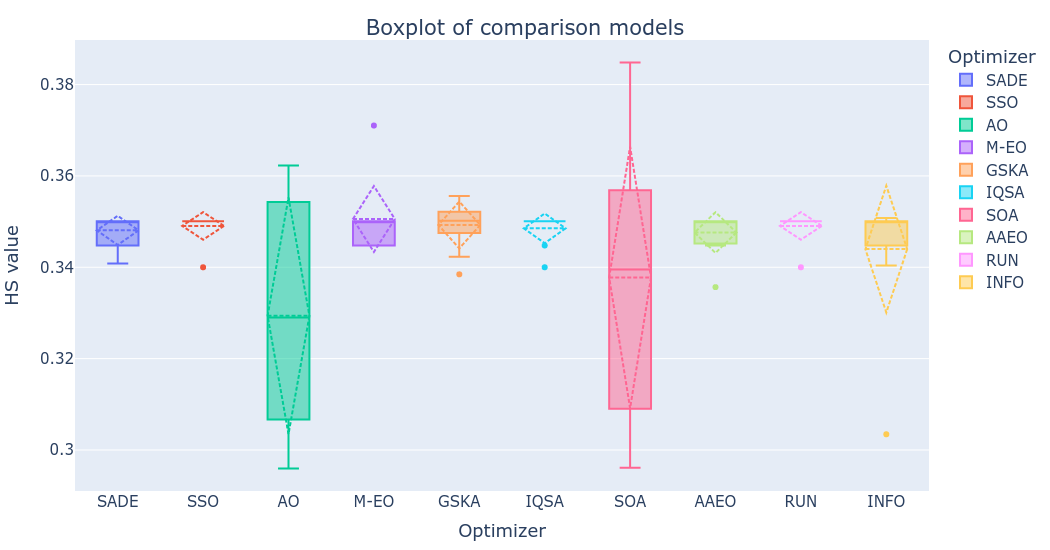 Boxplot of comparison models
HS value
0.38
0.36
0.34
0.32
0.3
SADE
SSO
AO
M-EO
GSKA
IQSA
SOA
AAEO
RUN
INFO
Optimizer
Optimizer
SADE
SSO
AO
M-EO
GSKA
IQSA
SOA
AAEO
RUN
INFO